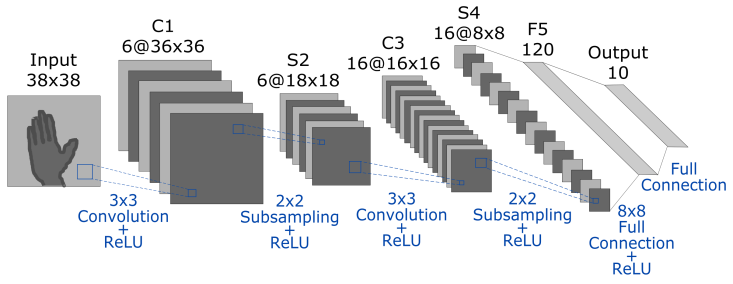 Input
38x38
C1
6@36x36
S2
6@18x18
C3
16@16x16
S4
16@8x8
F5
120
Output
10
3x3
Convolution
+
ReLU
2x2
Subsampling
+
ReLU
3x3
Convolution
+
ReLU
2x2
Subsampling
+
ReLU
8x8
Full
Connection
+
ReLU
Full
Connection